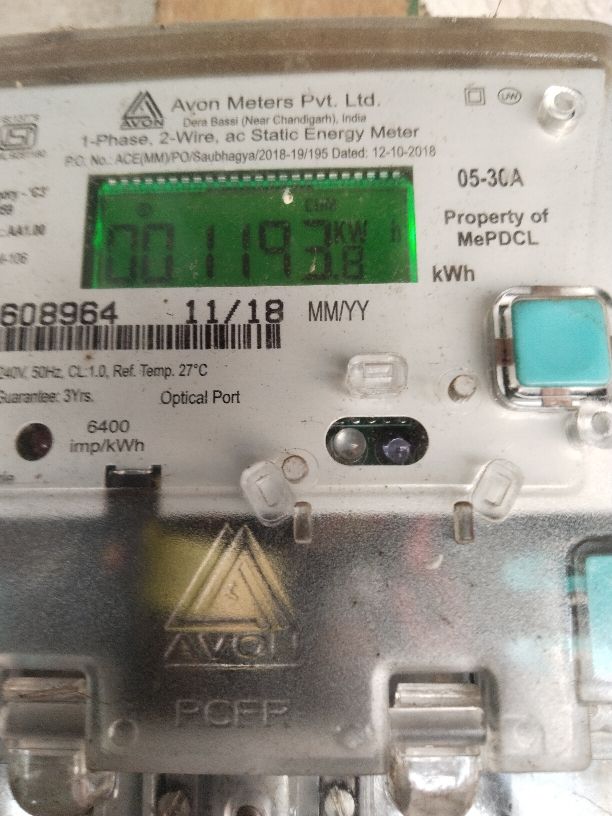 AVON
Avon Meters Pvt. Ltd.
Dera Bassi (Near Chandigarh), India
1-Phase, 2-Wire, ac Static Energy Meter
P.O. No.: ACE(MM)/PO/Saubhagya/2018-19/195 Dated: 12-10-2018
05-30A
Property of
MePDCL
CUM
001193.8 KW h
kWh
608964 11/18 MM/YY
240V, 50Hz, CL:1.0, Ref. Temp. 27°C
Guarantee: 3Yrs. Optical Port
6400
imp/kWh
AVON